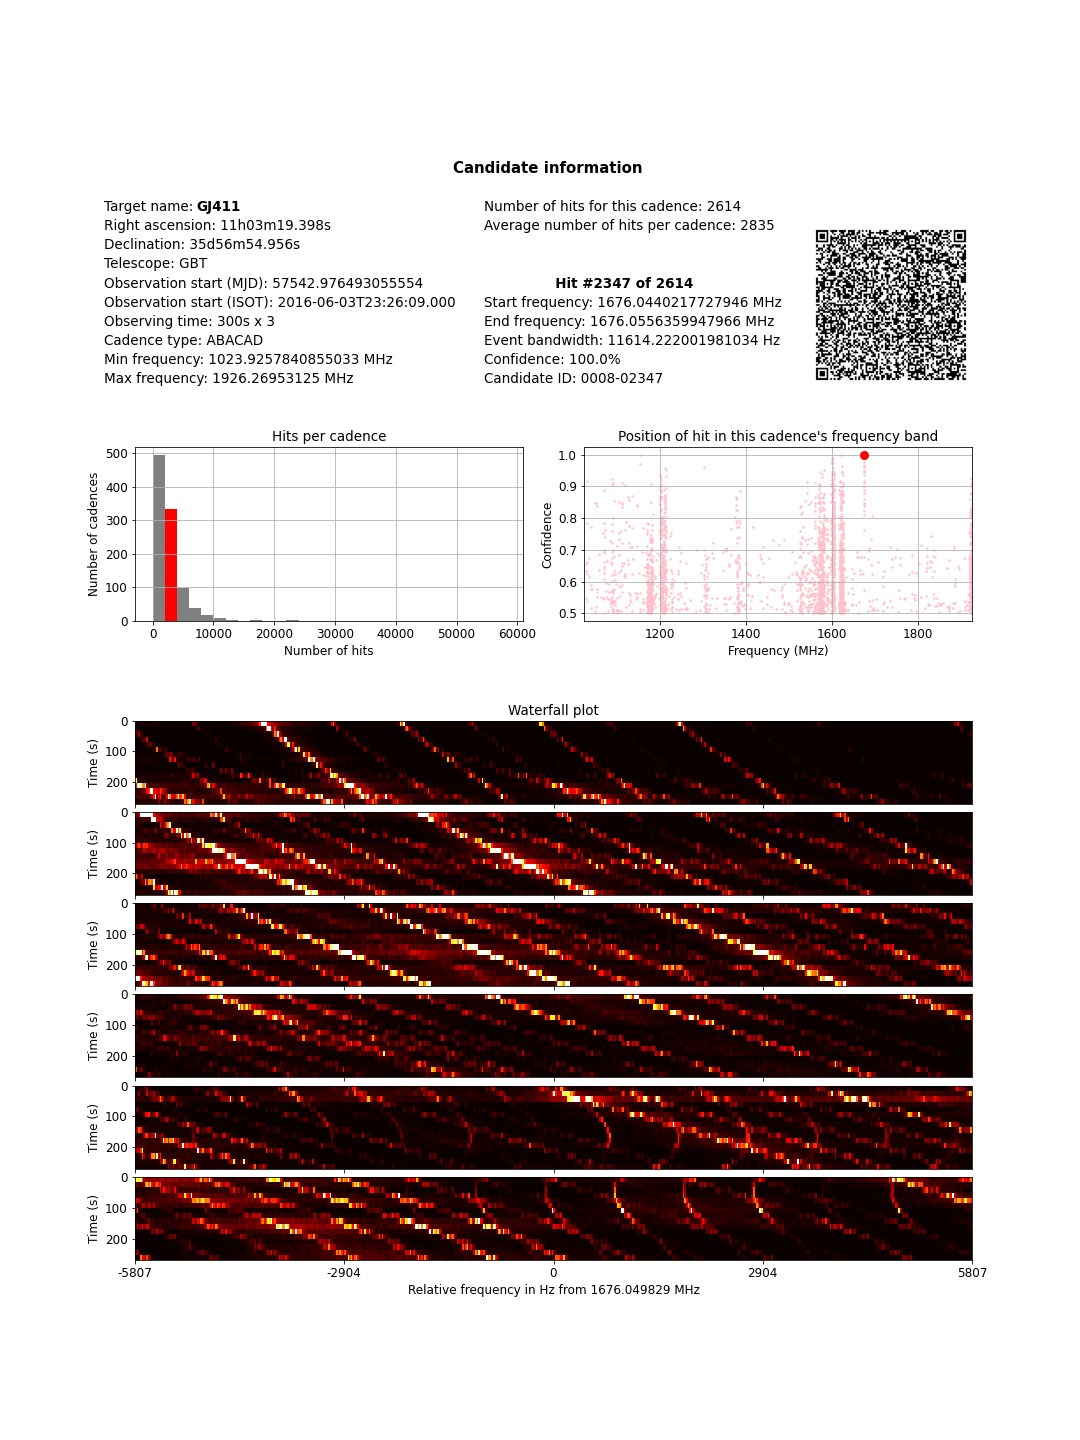 Candidate information
Target name: GJ411
Right ascension: 11h03m19.398s
Declination: 35d56m54.956s
Telescope: GBT
Observation start (MJD): 57542.976493055554
Observation start (ISOT): 2016-06-03T23:26:09.000
Observing time: 300s x 3
Cadence type: ABACAD
Min frequency: 1023.9257840855033 MHz
Max frequency: 1926.26953125 MHz
Number of hits for this cadence: 2614
Average number of hits per cadence: 2835
Hit #2347 of 2614
Start frequency: 1676.0440217727946 MHz
End frequency: 1676.0556359947966 MHz
Event bandwidth: 11614.222001981034 Hz
Confidence: 100.0%
Candidate ID: 0008-02347
Hits per cadence
Number of cadences
500
400
300
200
100
0
0 10000 20000 30000 40000 50000 60000
Number of hits
Position of hit in this cadence's frequency band
Confidence
1.0
0.9
0.8
0.7
0.6
0.5
1200 1400 1600 1800
Frequency (MHz)
Waterfall plot
Time (s)
0
100
200
Time (s)
0
100
200
Time (s)
0
100
200
Time (s)
0
100
200
Time (s)
0
100
200
Time (s)
0
100
200
-5807 -2904 0 2904 5807
Relative frequency in Hz from 1676.049829 MHz